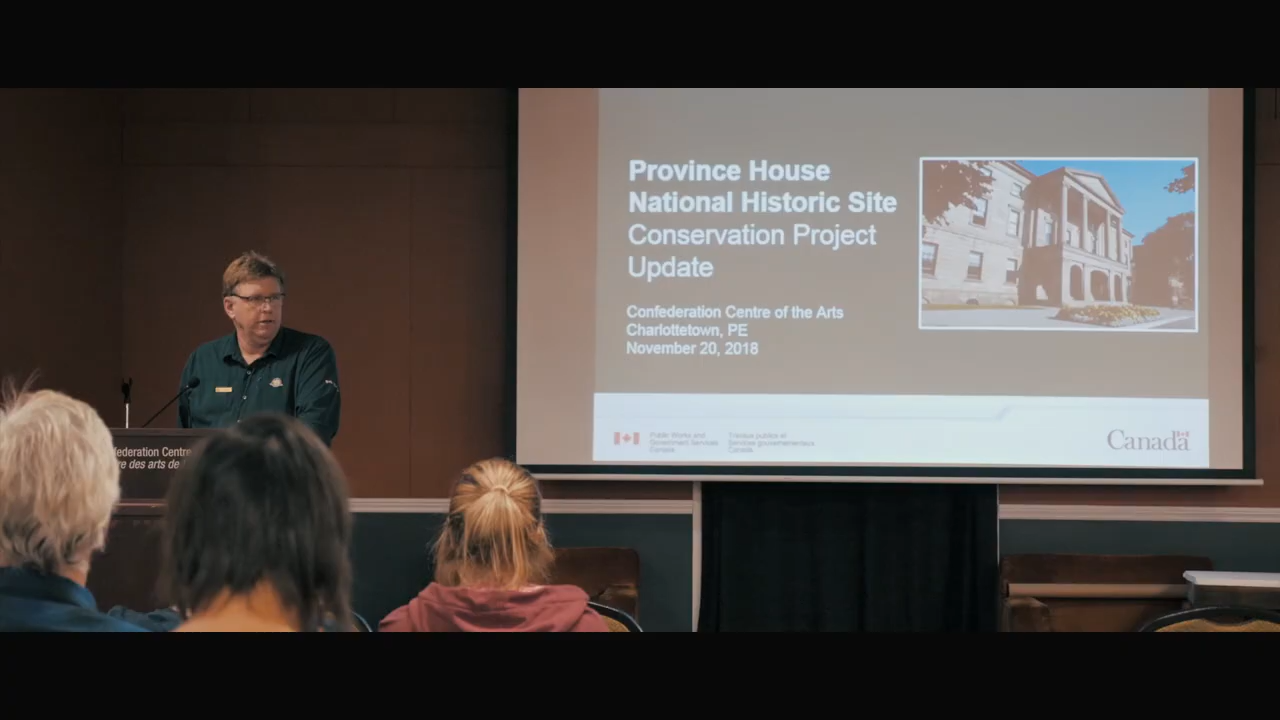 Province House
National Historic Site
Conservation Project
Update
Confederation Centre of the Arts
Charlottetown, PE
November 20, 2018
Public Works and
Government Services
Canada
Travaux publics et
Services gouvernementaux
Canada
Canada
federation Centre
re des arts de